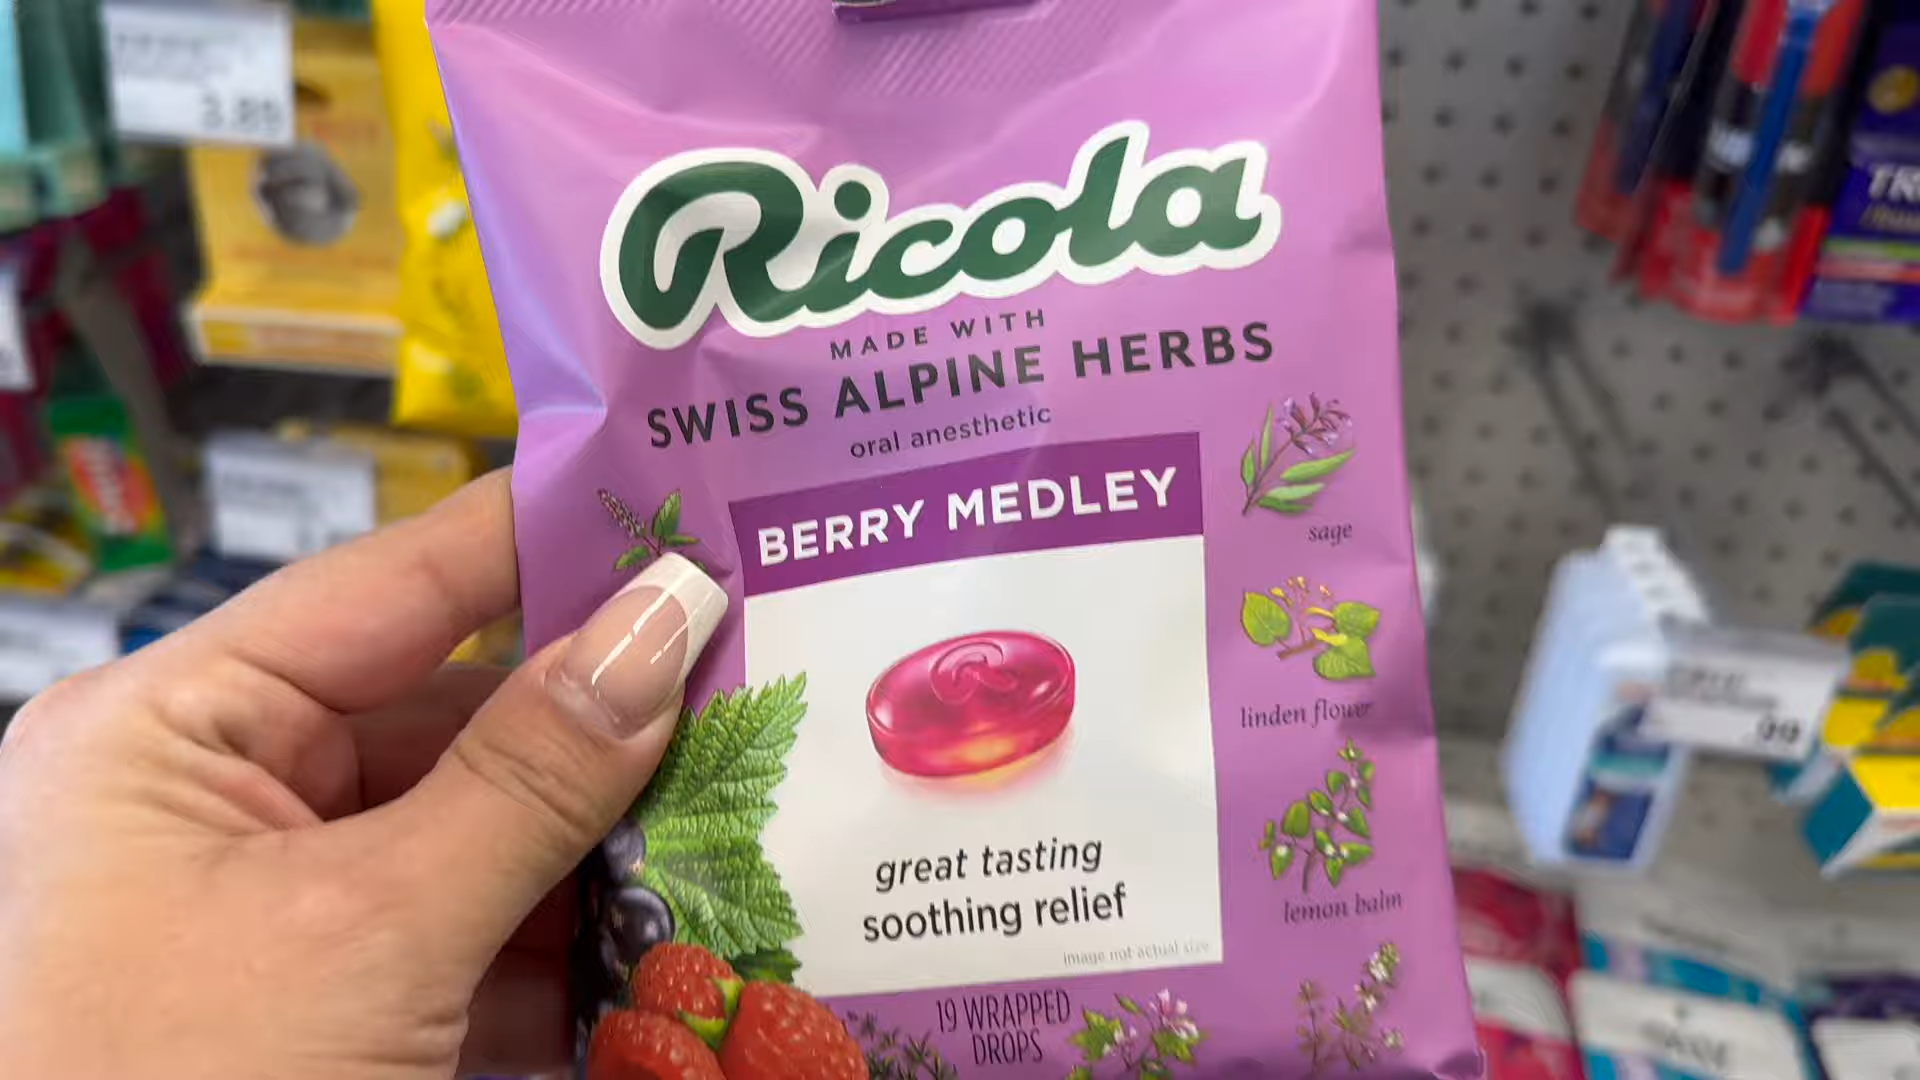 3.89
Ricola
MADE WITH
SWISS ALPINE HERBS
oral anesthetic
BERRY MEDLEY
sage
linden flower
great tasting
soothing relief
lemon balm
image not actual size
19 WRAPPED
DROPS
.99